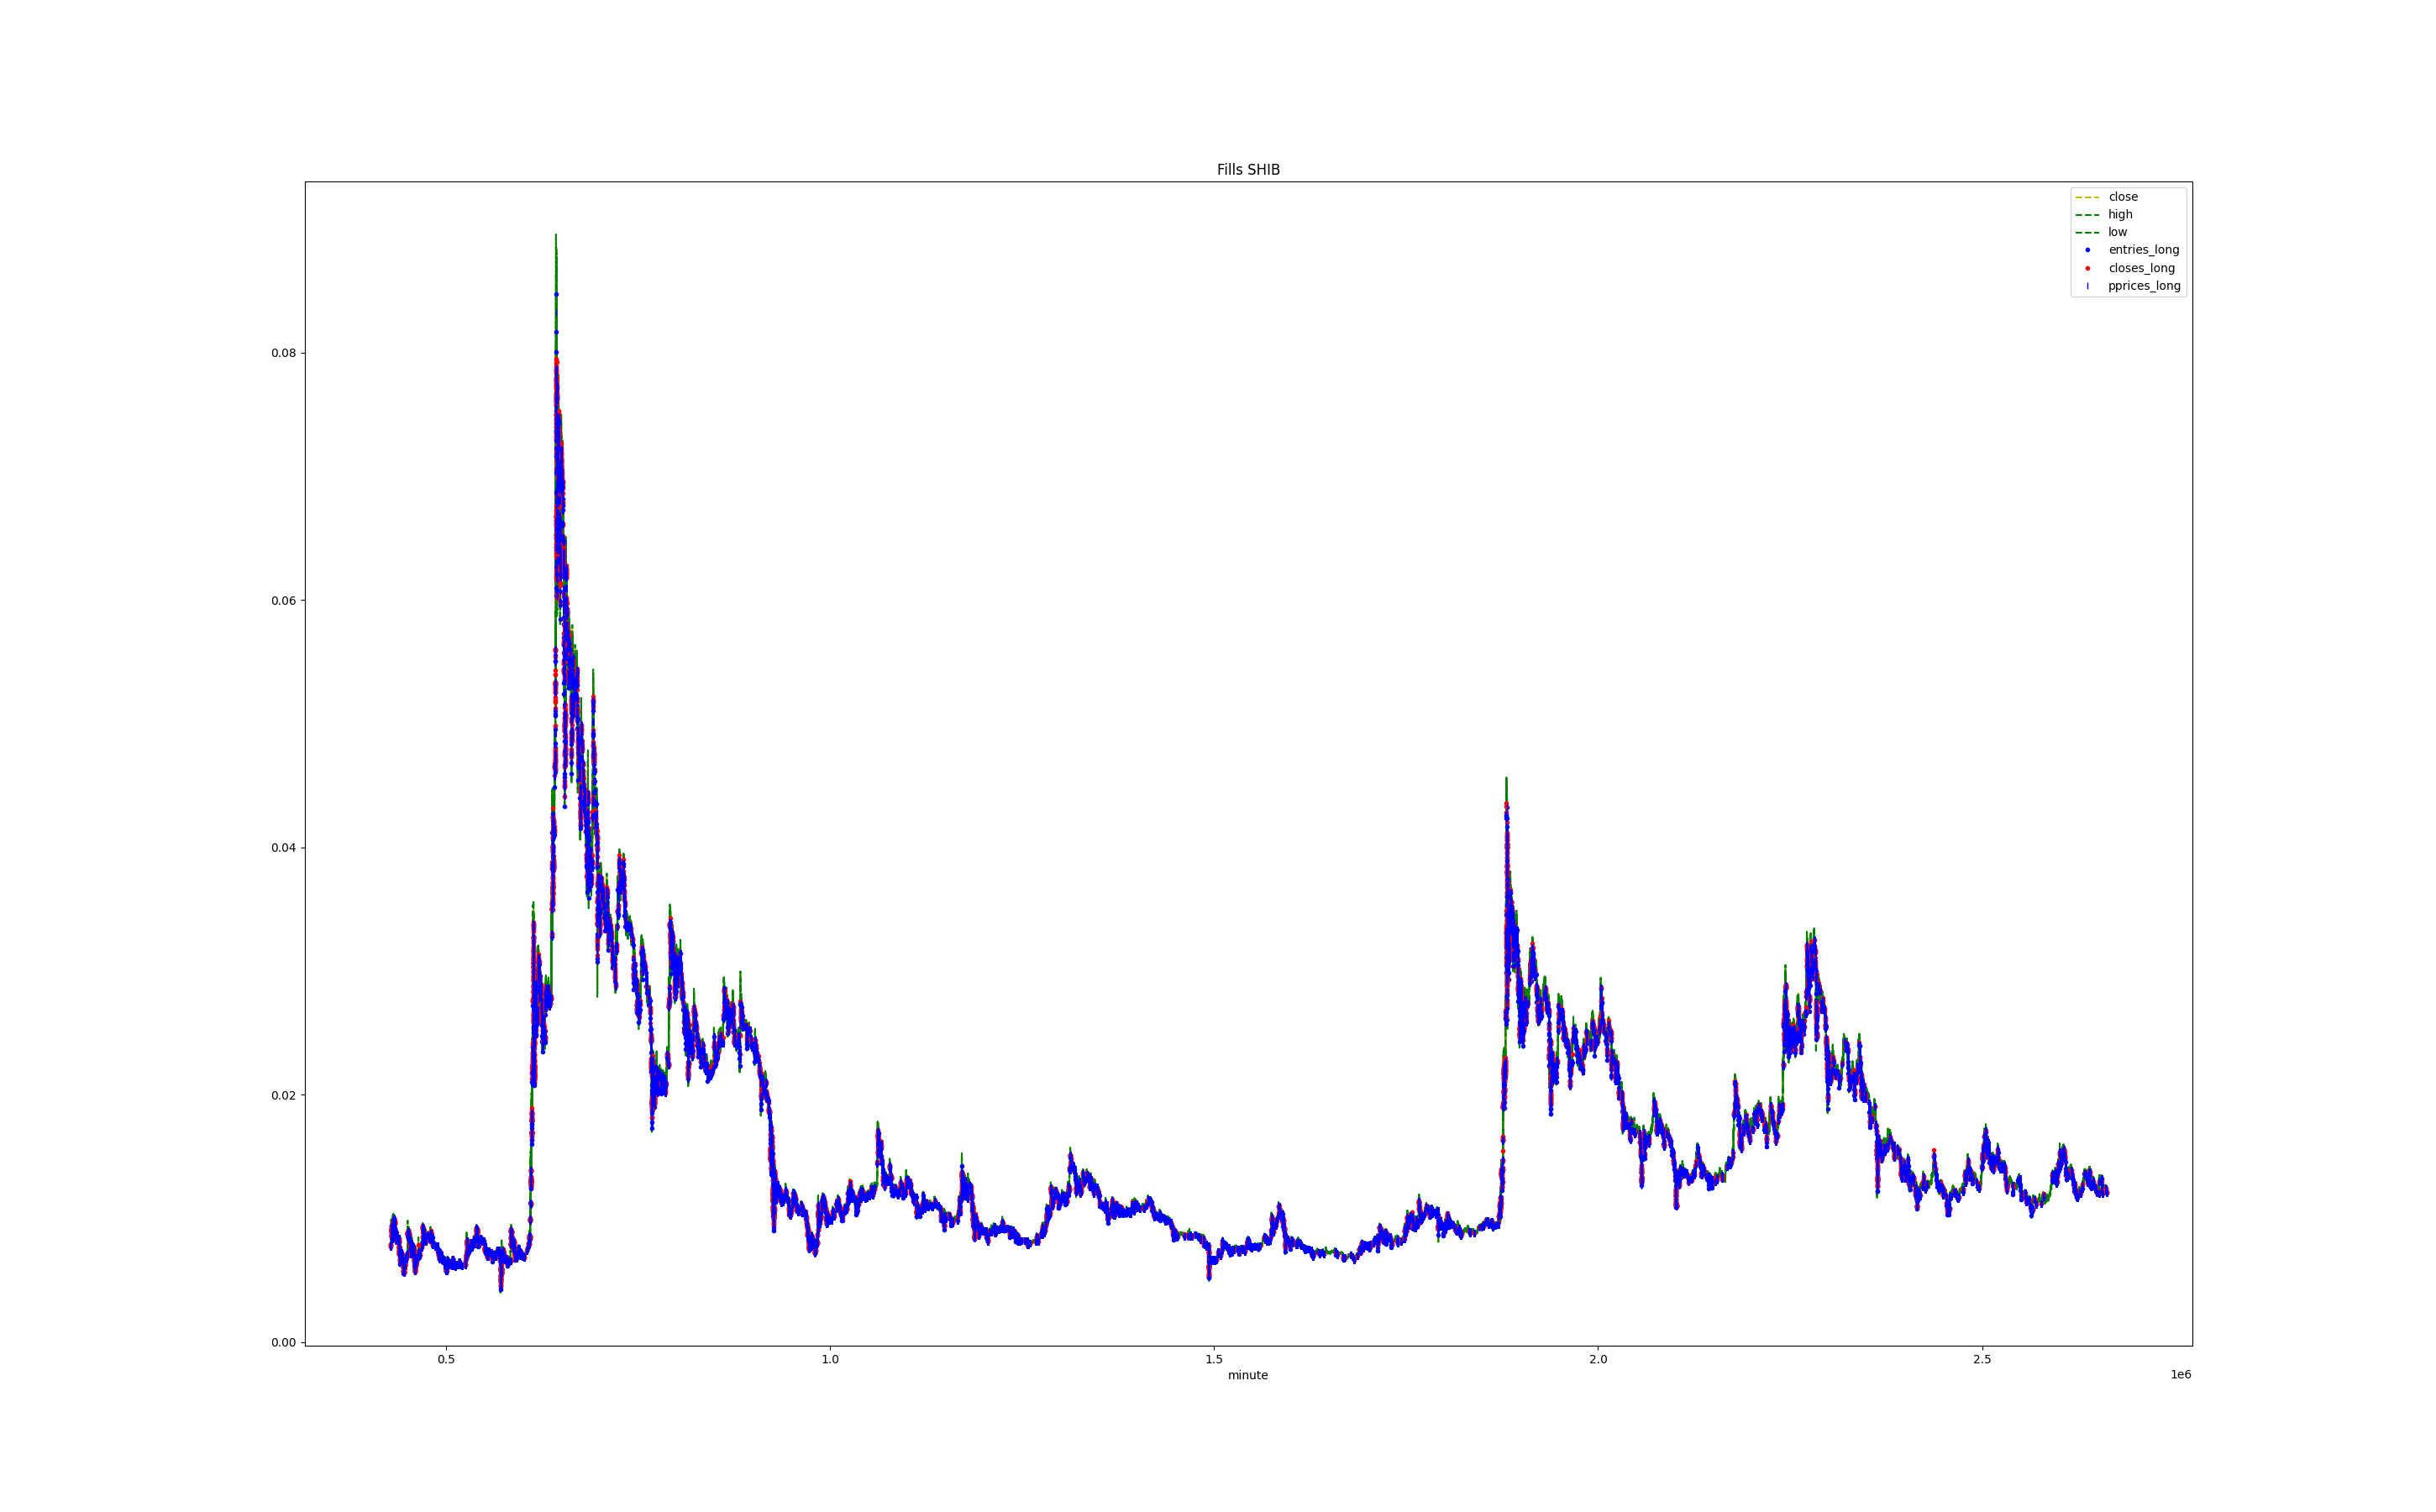 Fills SHIB
close
high
low
entries_long
closes_long
pprices_long
0.08
0.06
0.04
0.02
0.00
0.5
1.0
1.5
2.0
2.5
minute
1e6